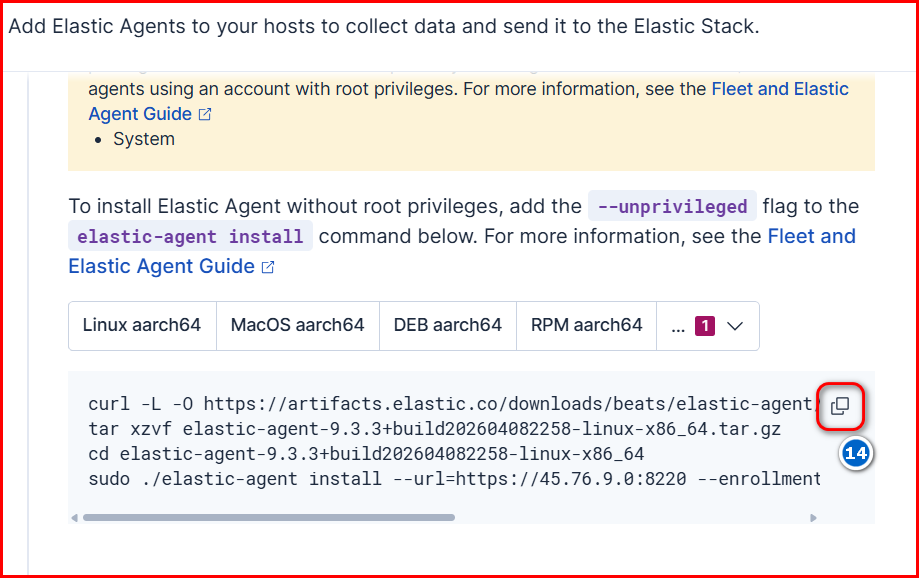 Add Elastic Agents to your hosts to collect data and send it to the Elastic Stack.
agents using an account with root privileges. For more information, see the Fleet and Elastic
Agent Guide
• System
To install Elastic Agent without root privileges, add the --unprivileged flag to the
elastic-agent install command below. For more information, see the Fleet and
Elastic Agent Guide
Linux aarch64 MacOS aarch64 DEB aarch64 RPM aarch64 ... 1
curl -L -O https://artifacts.elastic.co/downloads/beats/elastic-agent/
tar xzvf elastic-agent-9.3.3+build202604082258-linux-x86_64.tar.gz
cd elastic-agent-9.3.3+build202604082258-linux-x86_64
sudo ./elastic-agent install --url=https://45.76.9.0:8220 --enrollment
14